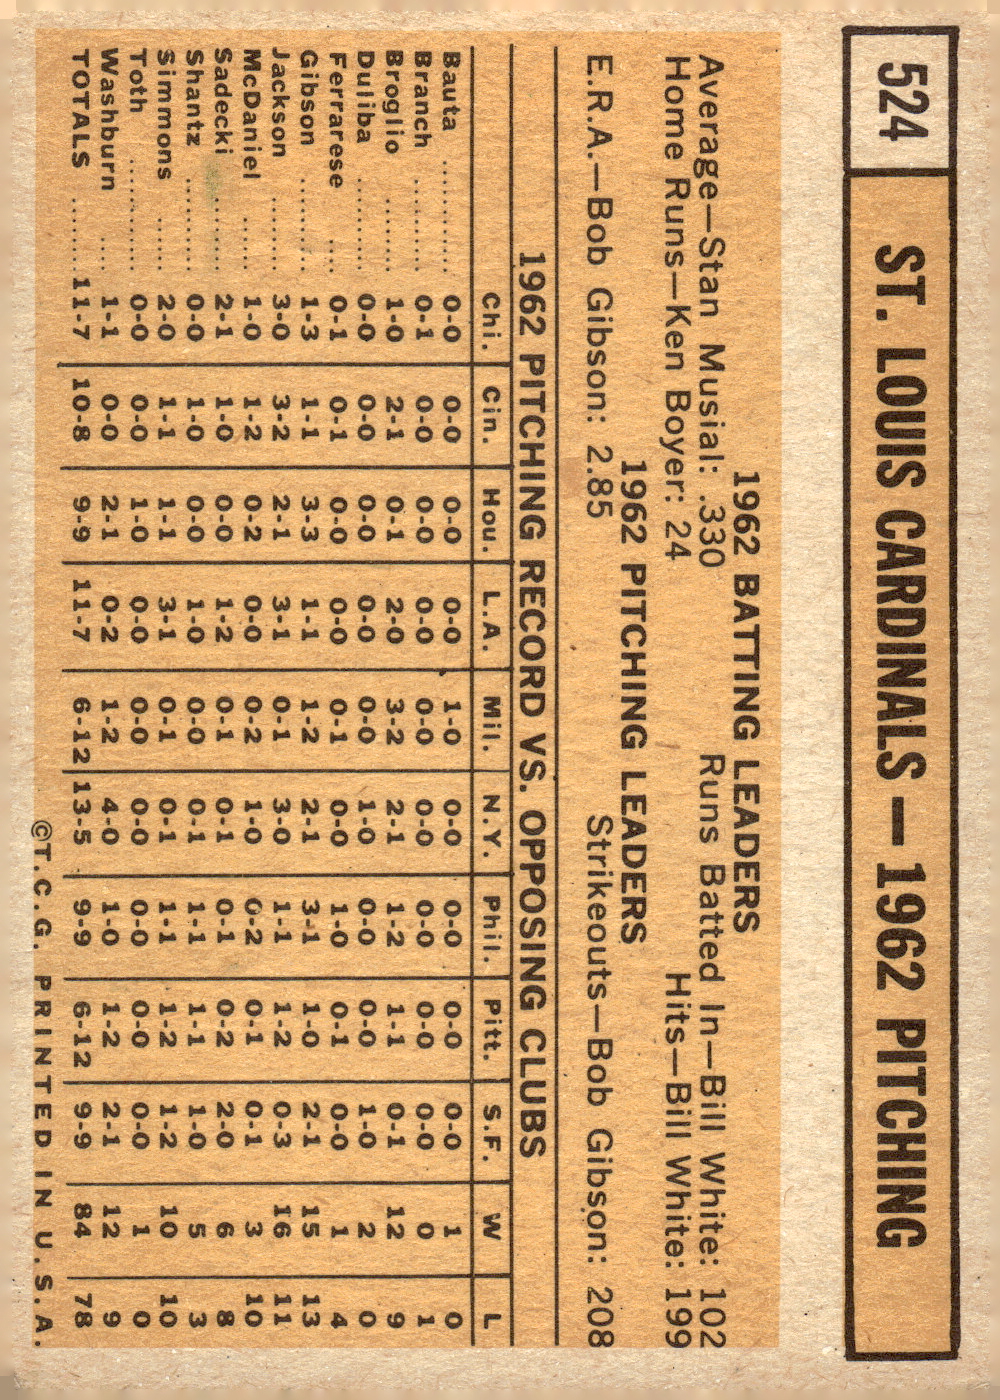 524 ST. LOUIS CARDINALS — 1962 PITCHING
1962 BATTING LEADERS
Average—Stan Musial: .330 Runs Batted In—Bill White: 102
Home Runs—Ken Boyer: 24 Hits—Bill White: 199
1962 PITCHING LEADERS
E.R.A.—Bob Gibson: 2.85 Strikeouts—Bob Gibson: 208
1962 PITCHING RECORD VS. OPPOSING CLUBS
Chi. Cin. Hou. L.A. Mil. N.Y. Phil. Pitt. S.F. W L
Bauta ........ 0-0 0-0 0-0 0-0 1-0 0-0 0-0 0-0 0-0 1 0
Branch ....... 0-1 0-0 0-0 0-0 0-0 0-0 0-0 0-0 0-0 0 1
Broglio ...... 1-0 2-1 0-1 2-0 3-2 2-1 1-2 1-1 0-1 12 9
Duliba ....... 0-0 0-0 0-0 0-0 0-0 1-0 0-0 0-0 1-0 2 0
Ferrarese .... 0-1 0-1 0-0 0-0 0-1 0-0 1-0 0-1 0-0 1 4
Gibson ....... 1-3 1-1 3-3 1-1 1-2 2-1 3-1 1-0 2-1 15 13
Jackson ...... 3-0 3-2 2-1 3-1 0-1 3-0 1-1 1-2 0-3 16 11
McDaniel ..... 1-0 1-2 0-2 0-0 0-2 1-0 0-2 0-1 0-1 3 10
Sadecki ...... 2-1 1-0 0-0 1-2 0-1 0-1 0-1 0-2 2-0 6 8
Shantz ....... 0-0 1-0 0-0 1-0 0-0 0-1 1-1 1-1 1-0 5 3
Simmons ...... 2-0 1-1 1-1 3-1 0-1 0-1 1-1 1-2 1-2 10 10
Toth ......... 0-0 0-0 1-0 0-0 0-0 0-0 0-0 0-0 0-0 1 0
Washburn ..... 1-1 0-0 2-1 0-2 1-2 4-0 1-0 1-2 2-1 12 9
TOTALS ....... 11-7 10-8 9-9 11-7 6-12 13-5 9-9 6-12 9-9 84 78
©T.C.G. PRINTED IN U.S.A.